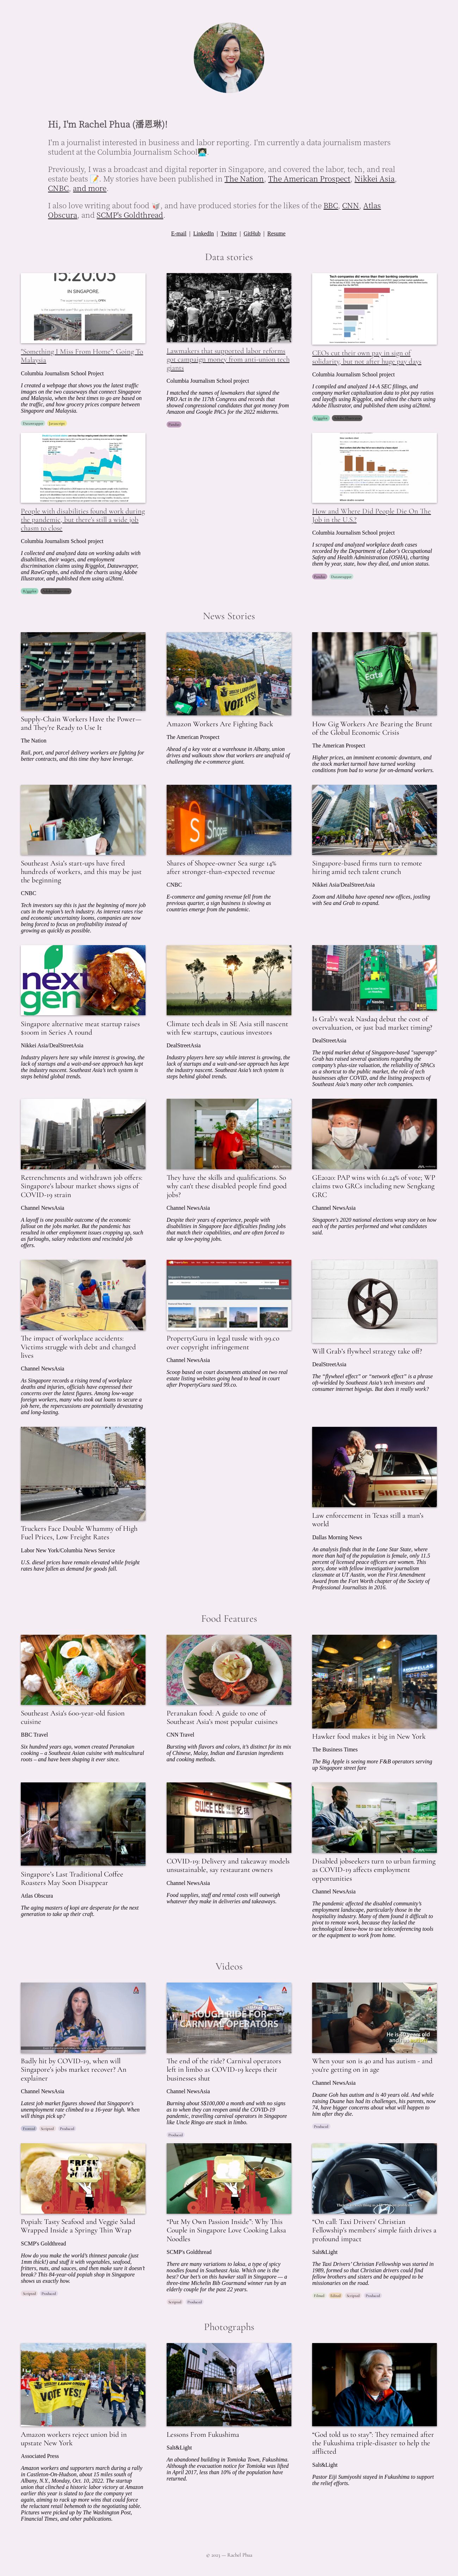 Hi, I'm Rachel Phua (潘恩琳)!
I'm a journalist interested in business and labor reporting. I'm currently a data journalism masters
student at the Columbia Journalism School
Previously, I was a broadcast and digital reporter in Singapore, and covered the labor, tech, and real
estate beats 📝. My stories have been published in The Nation, The American Prospect, Nikkei Asia,
CNBC, and more.
I also love writing about food 🥡, and have produced stories for the likes of the BBC, CNN, Atlas
Obscura, and SCMP's Goldthread.
E-mail | LinkedIn | Twitter | GitHub | Resume
Data stories
15:20:03
IN SINGAPORE.
"Something I Miss From Home": Going To
Malaysia
Columbia Journalism School Project
I created a webpage that shows you the latest traffic
images on the two causeways that connect Singapore
and Malaysia, when the best times to go are based on
the traffic, and how grocery prices compare between
Singapore and Malaysia.
Datawrapper Javascript
Lawmakers that supported labor reforms
got campaign money from anti-union tech
giants
Columbia Journalism School project
I matched the names of lawmakers that signed the
PRO Act in the 117th Congress and records that
showed congressional candidates that got money from
Amazon and Google PACs for the 2022 midterms.
Pandas
Tech companies did worse than their working counterparts
CEOs cut their own pay in sign of
solidarity, but not after huge pay days
Columbia Journalism School project
I compiled and analyzed 14-A SEC filings, and
company market capitalization data to plot pay ratios
and layoffs using R/ggplot, and edited the charts using
Adobe Illustrator, and published them using ai2html.
R/ggplot Adobe Illustrator
People with disabilities found work during
the pandemic, but there's still a wide job
chasm to close
Columbia Journalism School project
I collected and analyzed data on working adults with
disabilities, their wages, and employment
discrimination claims using R/ggplot, Datawrapper,
and RawGraphs, and edited the charts using Adobe
Illustrator, and published them using ai2html.
R/ggplot Adobe Illustrator
How and Where Did People Die On The
Job in the U.S.?
Columbia Journalism School project
I scraped and analyzed workplace death cases
recorded by the Department of Labor's Occupational
Safety and Health Administration (OSHA), charting
them by year, state, how they died, and union status.
Pandas Datawrapper
News Stories
Supply-Chain Workers Have the Power—
and They're Ready to Use It
The Nation
Rail, port, and parcel delivery workers are fighting for
better contracts, and this time they have leverage.
VOTE YES!
Amazon Workers Are Fighting Back
The American Prospect
Ahead of a key vote at a warehouse in Albany, union
drives and walkouts show that workers are unafraid of
challenging the e-commerce giant.
Uber
Eats
How Gig Workers Are Bearing the Brunt
of the Global Economic Crisis
The American Prospect
Higher prices, an imminent economic downturn, and
the stock market turmoil have turned working
conditions from bad to worse for on-demand workers.
Southeast Asia's start-ups have fired
hundreds of workers, and this may be just
the beginning
CNBC
Tech investors say this is just the beginning of more job
cuts in the region's tech industry. As interest rates rise
and economic uncertainty looms, companies are now
being forced to focus on profitability instead of
growing as quickly as possible.
Shares of Shopee-owner Sea surge 14%
after stronger-than-expected revenue
CNBC
E-commerce and gaming revenue fell from the
previous quarter, a sign business is slowing as
countries emerge from the pandemic.
Singapore-based firms turn to remote
hiring amid tech talent crunch
Nikkei Asia/DealStreetAsia
Zoom and Alibaba have opened new offices, jostling
with Sea and Grab to expand.
next
gen
Singapore alternative meat startup raises
$100m in Series A round
Nikkei Asia/DealStreetAsia
Industry players have say while interest is growing, the
lack of startups and a wait-and-see approach has kept
the industry nascent. Southeast Asia's tech system is
steps behind global trends.
Climate tech deals in SE Asia still nascent
with few startups, cautious investors
DealStreetAsia
Industry players have say while interest is growing, the
lack of startups and a wait-and-see approach has kept
the industry nascent. Southeast Asia's tech system is
steps behind global trends.
Is Grab's weak Nasdaq debut the cost of
overvaluation, or just bad market timing?
DealStreetAsia
The tepid market debut of Singapore-based "superapp"
Grab has raised several questions regarding the
company's plus-size valuation, the reliability of SPACs
as a shortcut to the public market, the role of tech
businesses after COVID, and the listing prospects of
Southeast Asia's many other tech companies.
Retrenchments and withdrawn job offers:
Singapore's labour market shows signs of
COVID-19 strain
Channel NewsAsia
A layoff is one possible outcome of the economic
fallout on the jobs market. But the pandemic has
resulted in other employment issues cropping up, such
as furloughs, salary reductions and rescinded job
offers.
They have the skills and qualifications. So
why can't these disabled people find good
jobs?
Channel NewsAsia
Despite their years of experience, people with
disabilities in Singapore face difficulties finding jobs
that match their capabilities, and are often forced to
take up low-paying jobs.
GE2020: PAP wins with 61.24% of vote; WP
claims two GRCs including new Sengkang
GRC
Channel NewsAsia
Singapore's 2020 national elections wrap story on how
each of the parties performed and what candidates
said.
The impact of workplace accidents:
Victims struggle with debt and changed
lives
Channel NewsAsia
As Singapore records a rising trend of workplace
deaths and injuries, officials have expressed their
concerns over the latest figures. Among low-wage
foreign workers, many who took out loans to secure a
job here, the repercussions are potentially devastating
and long-lasting.
PropertyGuru in legal tussle with 99.co
over copyright infringement
Channel NewsAsia
Scoop based on court documents attained on two real
estate listing websites going head to head in court
after PropertyGuru sued 99.co.
Will Grab's flywheel strategy take off?
DealStreetAsia
The "flywheel effect" or "network effect" is a phrase
oft-wielded by Southeast Asia's tech investors and
consumer internet bigwigs. But does it really work?
Truckers Face Double Whammy of High
Fuel Prices, Low Freight Rates
Labor New York/Columbia News Service
U.S. diesel prices have remain elevated while freight
rates have fallen as demand for goods fall.
SHERIFF
Law enforcement in Texas still a man's
world
Dallas Morning News
An analysis finds that in the Lone Star State, where
more than half of the population is female, only 11.5
percent of licensed peace officers are women. This
story, done with fellow investigative journalism
classmate at UT Austin, won the First Amendment
Award from the Fort Worth chapter of the Society of
Professional Journalists in 2016.
Food Features
Southeast Asia's 600-year-old fusion
cuisine
BBC Travel
Six hundred years ago, women created Peranakan
cooking – a Southeast Asian cuisine with multicultural
roots – and have been shaping it ever since.
Peranakan food: A guide to one of
Southeast Asia's most popular cuisines
CNN Travel
Bursting with flavors and colors, it's distinct for its mix
of Chinese, Malay, Indian and Eurasian ingredients
and cooking methods.
Hawker food makes it big in New York
The Business Times
The Big Apple is seeing more F&B operators serving
up Singapore street fare
Singapore's Last Traditional Coffee
Roasters May Soon Disappear
Atlas Obscura
The aging masters of kopi are desperate for the next
generation to take up their craft.
COVID-19: Delivery and takeaway models
unsustainable, say restaurant owners
Channel NewsAsia
Food supplies, staff and rental costs will outweigh
whatever they make in deliveries and takeaways.
Disabled jobseekers turn to urban farming
as COVID-19 affects employment
opportunities
Channel NewsAsia
The pandemic affected the disabled community's
employment landscape, particularly those in the
hospitality industry. Many of them found it difficult to
pivot to remote work, because they lacked the
technological know-how to use teleconferencing tools
or the equipment to work from home.
Videos
Badly hit by COVID-19, when will
Singapore's jobs market recover? An
explainer
Channel NewsAsia
Latest job market figures showed that Singapore's
unemployment rate climbed to a 16-year high. When
will things pick up?
Scripted Produced
ROUGH RIDE FOR
CARNIVAL OPERATORS
The end of the ride? Carnival operators
left in limbo as COVID-19 keeps their
businesses shut
Channel NewsAsia
Burning about S$100,000 a month and with no signs
as to when they can reopen amid the COVID-19
pandemic, travelling carnival operators in Singapore
like Uncle Ringo are stuck in limbo.
Produced
When your son is 40 and has autism - and
you're getting on in age
Channel NewsAsia
Duane Goh has autism and is 40 years old. And while
raising Duane has had its challenges, his parents, now
74, have bigger concerns about what will happen to
him after they die.
Produced
Popiah: Tasty Seafood and Veggie Salad
Wrapped Inside a Springy Thin Wrap
SCMP's Goldthread
How do you make the world's thinnest pancake (just
1mm thick!) and stuff it with vegetables, seafood,
fritters, nuts, and sauces, and then make sure it doesn't
break? This 84-year-old popiah shop in Singapore
shows us exactly how.
Scripted Produced
"Put My Own Passion Inside": Why This
Couple in Singapore Love Cooking Laksa
Noodles
SCMP's Goldthread
There are many variations to laksa, a type of spicy
noodles found in Southeast Asia. Which one is the
best? Our bet's on this hawker stall in Singapore — a
three-time Michelin Bib Gourmand winner run by an
elderly couple for the past 22 years.
Scripted Produced
"On call: Taxi Drivers' Christian
Fellowship's members' simple faith drives a
profound impact
Salt&Light
The Taxi Drivers' Christian Fellowship was started in
1989, formed so that Christian drivers could find
fellow brothers and sisters and be equipped to be
missionaries on the road.
Filmed Edited Scripted Produced
Photographs
VOTE YES!
Amazon workers reject union bid in
upstate New York
Associated Press
Amazon workers and supporters march during a rally
in Castleton-On-Hudson, about 15 miles south of
Albany, N.Y., Monday, Oct. 10, 2022. The startup
union that clinched a historic labor victory at Amazon
earlier this year is slated to face the company yet
again, aiming to rack up more wins that could force
the reluctant retail behemoth to the negotiating table.
Pictures were picked up by The Washington Post,
Financial Times, and other publications.
Lessons From Fukushima
Salt&Light
An abandoned building in Tomioka Town, Fukushima.
Although the evacuation notice for Tomioka was lifted
in April 2017, less than 10% of the population have
returned.
"God told us to stay": They remained after
the Fukushima triple-disaster to help the
afflicted
Salt&Light
Pastor Eiji Sumiyoshi stayed in Fukushima to support
the relief efforts.
© 2023 — Rachel Phua